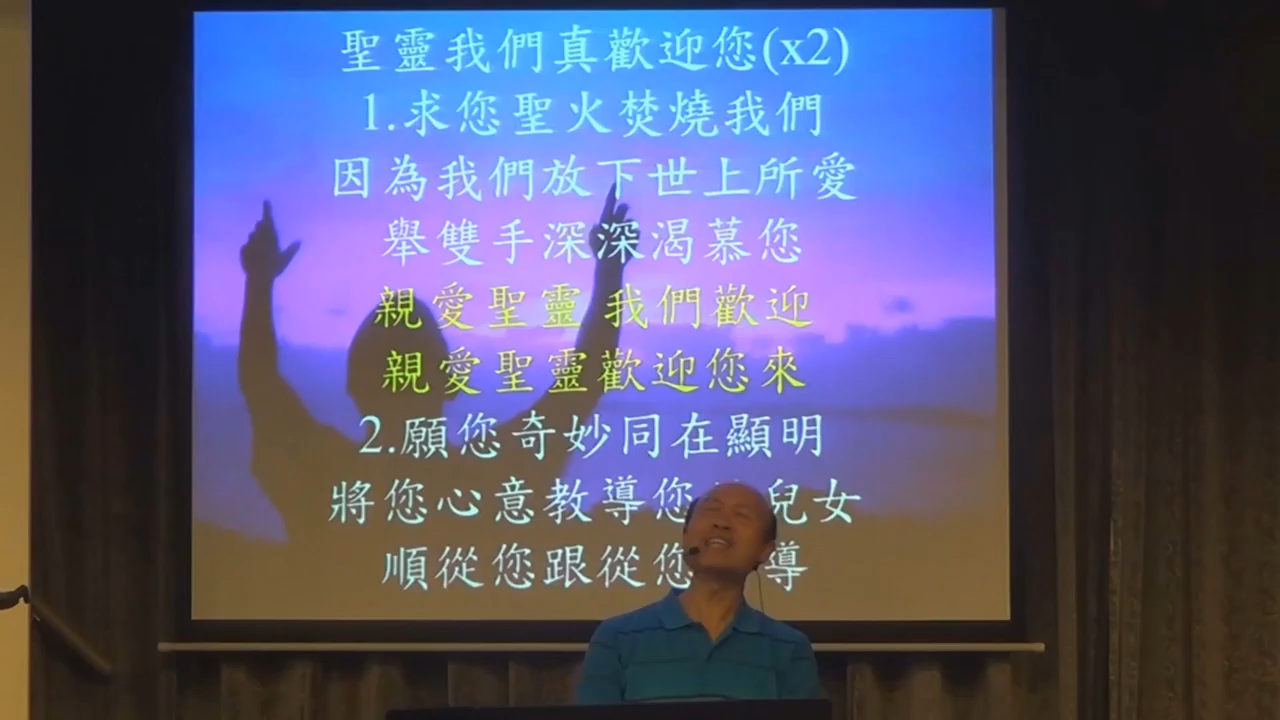 聖靈我們真歡迎您(x2)
1.求您聖火焚燒我們
因為我們放下世上所愛
舉雙手深深渴慕您
親愛聖靈 我們歡迎
親愛聖靈歡迎您來
2.願您奇妙同在顯明
將您心意教導您 兒女
順從您跟從您 導